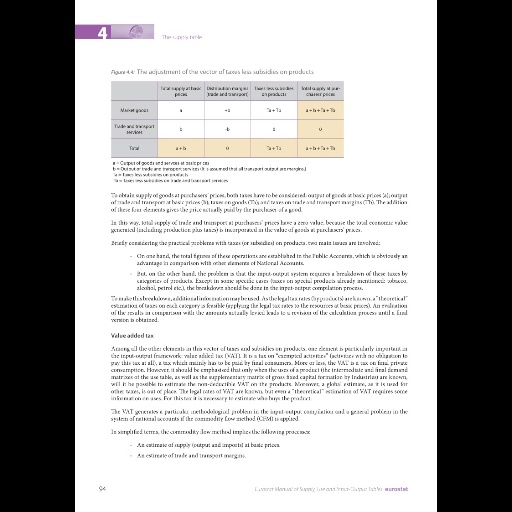 4
The supply table
Figure 4.4: The adjustment of the vector of taxes less subsidies on products
Total supply at basic prices
Distribution margins (trade and transport)
Taxes less subsidies on products
Total supply at purchasers' prices
Market goods
a
+b
Ta + Tb
a + b + Ta + Tb
Trade and transport services
b
-b
0
0
Total
a + b
0
Ta + Tb
a + b + Ta + Tb
a = Output of goods and services at basic prices
b = Output of trade and transport services (it is assumed that all transport output are margins.)
Ta = Taxes less subsidies on products
Tb = Taxes less subsidies on trade and transport services
To obtain supply of goods at purchasers' prices, both taxes have to be considered: output of goods at basic prices (a), output
of trade and transport at basic prices (b), taxes on goods (Ta), and taxes on trade and transport margins (Tb). The addition
of these four elements gives the price actually paid by the purchaser of a good.
In this way, total supply of trade and transport at purchasers' prices have a zero value, because the total economic value
generated (including production plus taxes) is incorporated in the value of goods at purchasers' prices.
Briefly considering the practical problems with taxes (or subsidies) on products, two main issues are involved:
- On one hand, the total figures of these operations are established in the Public Accounts, which is obviously an
advantage in comparison with other elements of National Accounts.
- But, on the other hand, the problem is that the input-output system requires a breakdown of these taxes by
categories of products. Except in some specific cases (taxes on special products already mentioned: tobacco,
alcohol, petrol etc.), the breakdown should be done in the input-output compilation process.
To make this breakdown, additional information may be used. As the legal tax rates (by products) are known, a "theoretical"
estimation of taxes on each category is feasible (applying the legal tax rates to the resources at basic prices). An evaluation
of the results in comparison with the amounts actually levied leads to a revision of the calculation process until a final
version is obtained.
Value added tax
Among all the other elements in this vector of taxes and subsidies on products, one element is particularly important in
the input-output framework: value added tax (VAT). It is a tax on "exempted activities" (activities with no obligation to
pay this tax at all), a tax which mainly has to be paid by final consumers. More or less, the VAT is a tax on final private
consumption. However, it should be emphasised that only when the uses of a product (the intermediate and final demand
matrixes of the use table, as well as the supplementary matrix of gross fixed capital formation by industries) are known,
will it be possible to estimate the non-deductible VAT on the products. Moreover, a global estimate, as it is used for
other taxes, is out of place. The legal rates of VAT are known, but even a "theoretical" estimation of VAT requires some
information on uses. For this tax it is necessary to estimate who buys the product.
The VAT generates a particular methodological problem in the input-output compilation and a general problem in the
system of national accounts if the commodity flow method (CFM) is applied.
In simplified terms, the commodity flow method implies the following processes:
- An estimate of supply (output and imports) at basic prices.
- An estimate of trade and transport margins.
94
Eurostat Manual of Supply, Use and Input-Output Tables eurostat